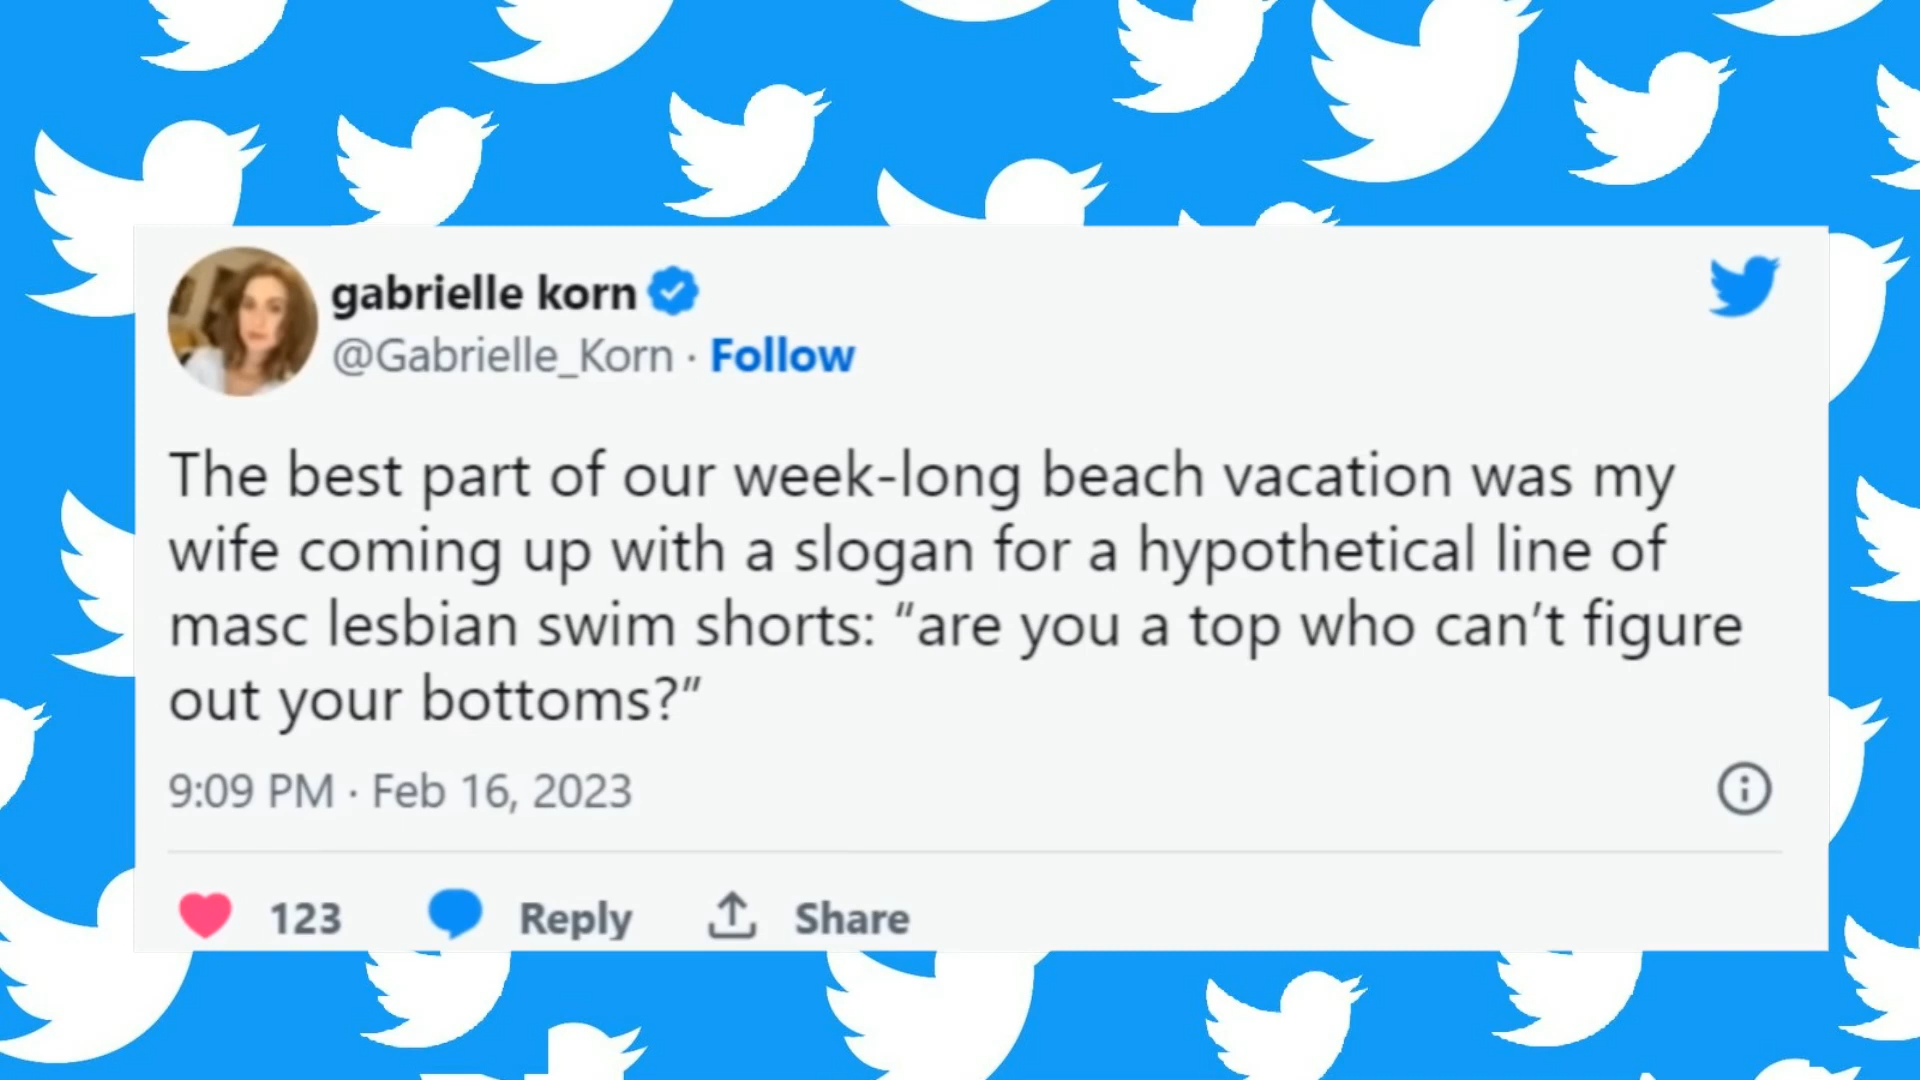 gabrielle korn
@Gabrielle_Korn · Follow
The best part of our week-long beach vacation was my
wife coming up with a slogan for a hypothetical line of
masc lesbian swim shorts: “are you a top who can’t figure
out your bottoms?”
9:09 PM · Feb 16, 2023
123 Reply Share